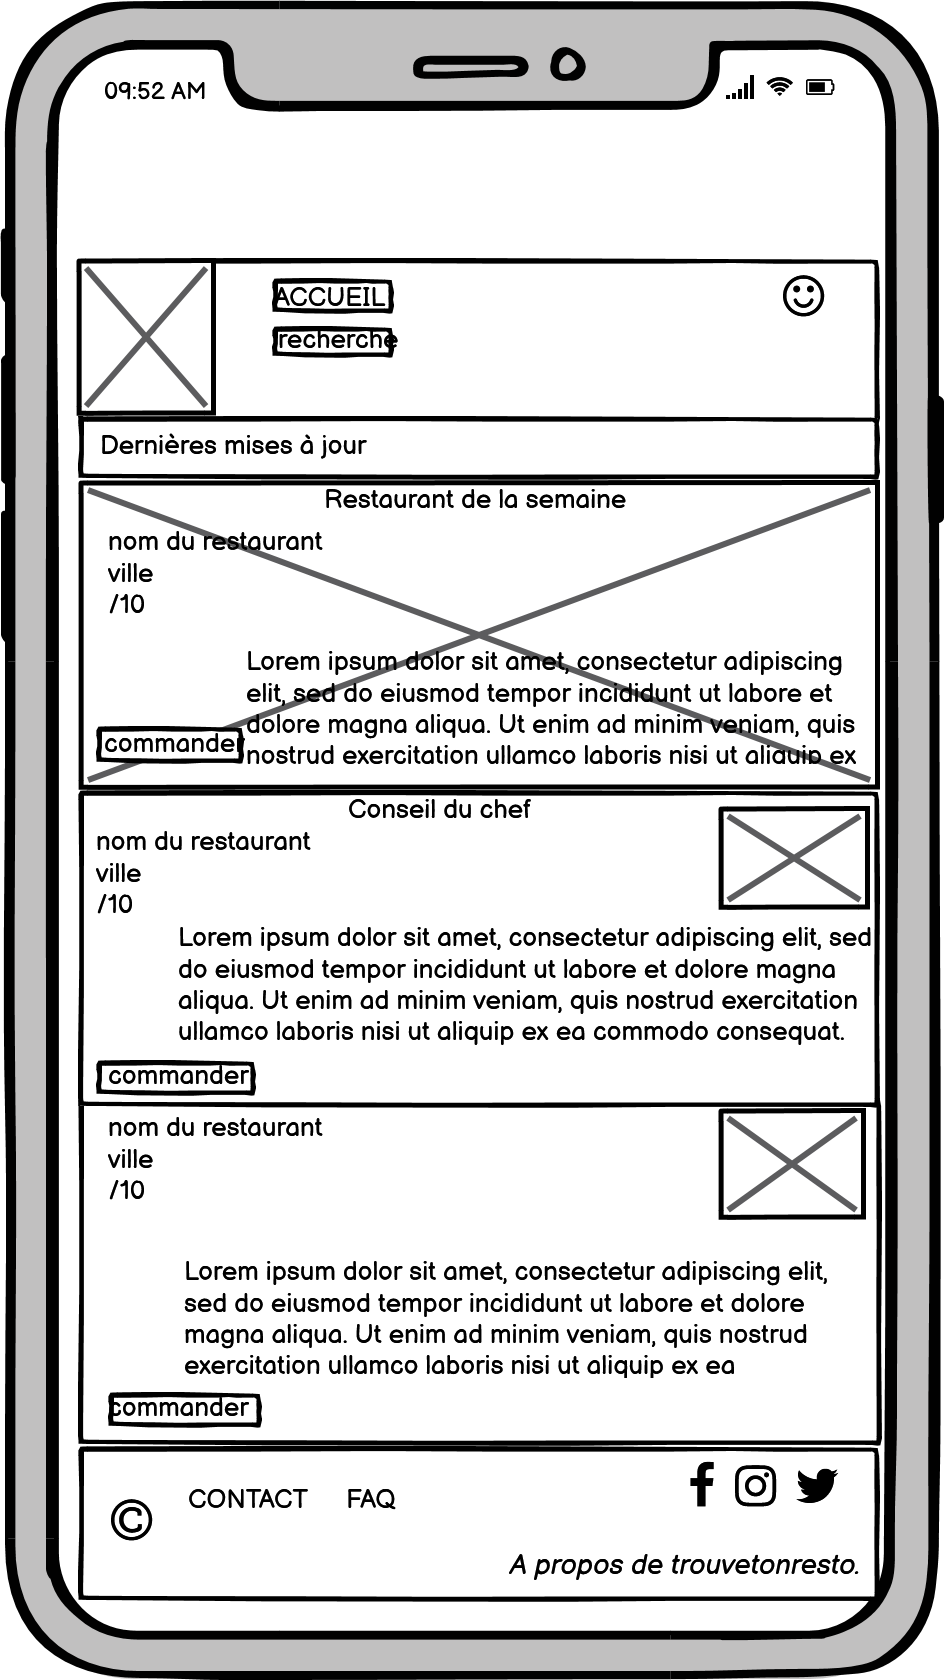 09:52 AM
ACCUEIL
recherche
Dernières mises à jour
Restaurant de la semaine
nom du restaurant
ville
/10
Lorem ipsum dolor sit amet, consectetur adipiscing
elit, sed do eiusmod tempor incididunt ut labore et
dolore magna aliqua. Ut enim ad minim veniam, quis
nostrud exercitation ullamco laboris nisi ut aliquip ex
commander
Conseil du chef
nom du restaurant
ville
/10
Lorem ipsum dolor sit amet, consectetur adipiscing elit, sed
do eiusmod tempor incididunt ut labore et dolore magna
aliqua. Ut enim ad minim veniam, quis nostrud exercitation
ullamco laboris nisi ut aliquip ex ea commodo consequat.
commander
nom du restaurant
ville
/10
Lorem ipsum dolor sit amet, consectetur adipiscing elit,
sed do eiusmod tempor incididunt ut labore et dolore
magna aliqua. Ut enim ad minim veniam, quis nostrud
exercitation ullamco laboris nisi ut aliquip ex ea
commander
© CONTACT FAQ
A propos de trouvetonresto.